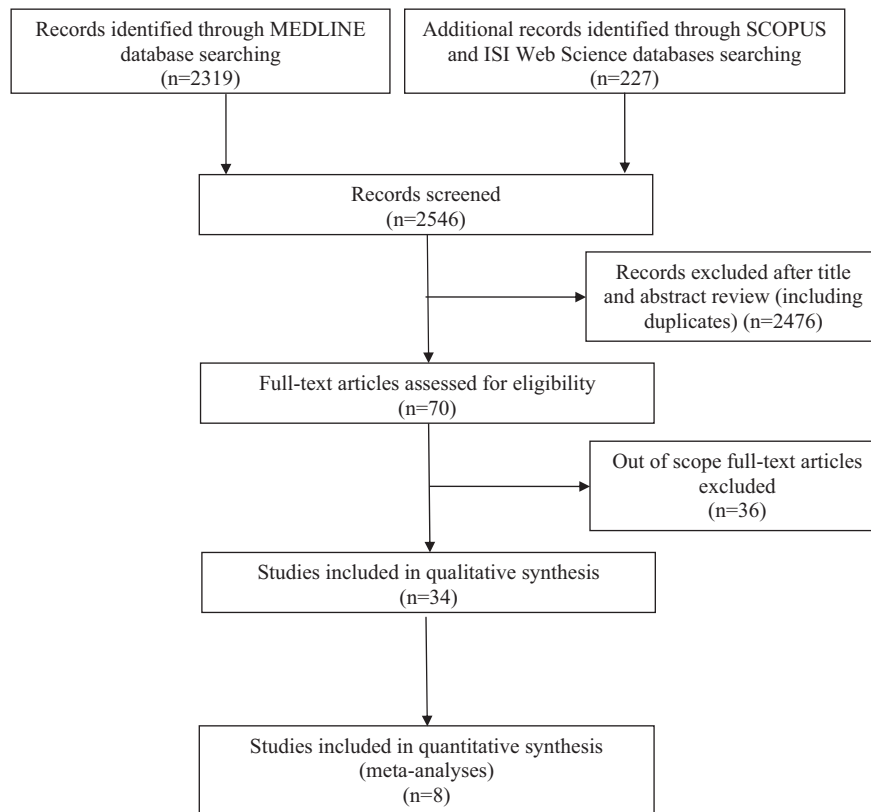 Records identified through MEDLINE
database searching
(n=2319)
Additional records identified through SCOPUS
and ISI Web Science databases searching
(n=227)
Records screened
(n=2546)
Records excluded after title
and abstract review (including
duplicates) (n=2476)
Full-text articles assessed for eligibility
(n=70)
Out of scope full-text articles
excluded
(n=36)
Studies included in qualitative synthesis
(n=34)
Studies included in quantitative synthesis
(meta-analyses)
(n=8)